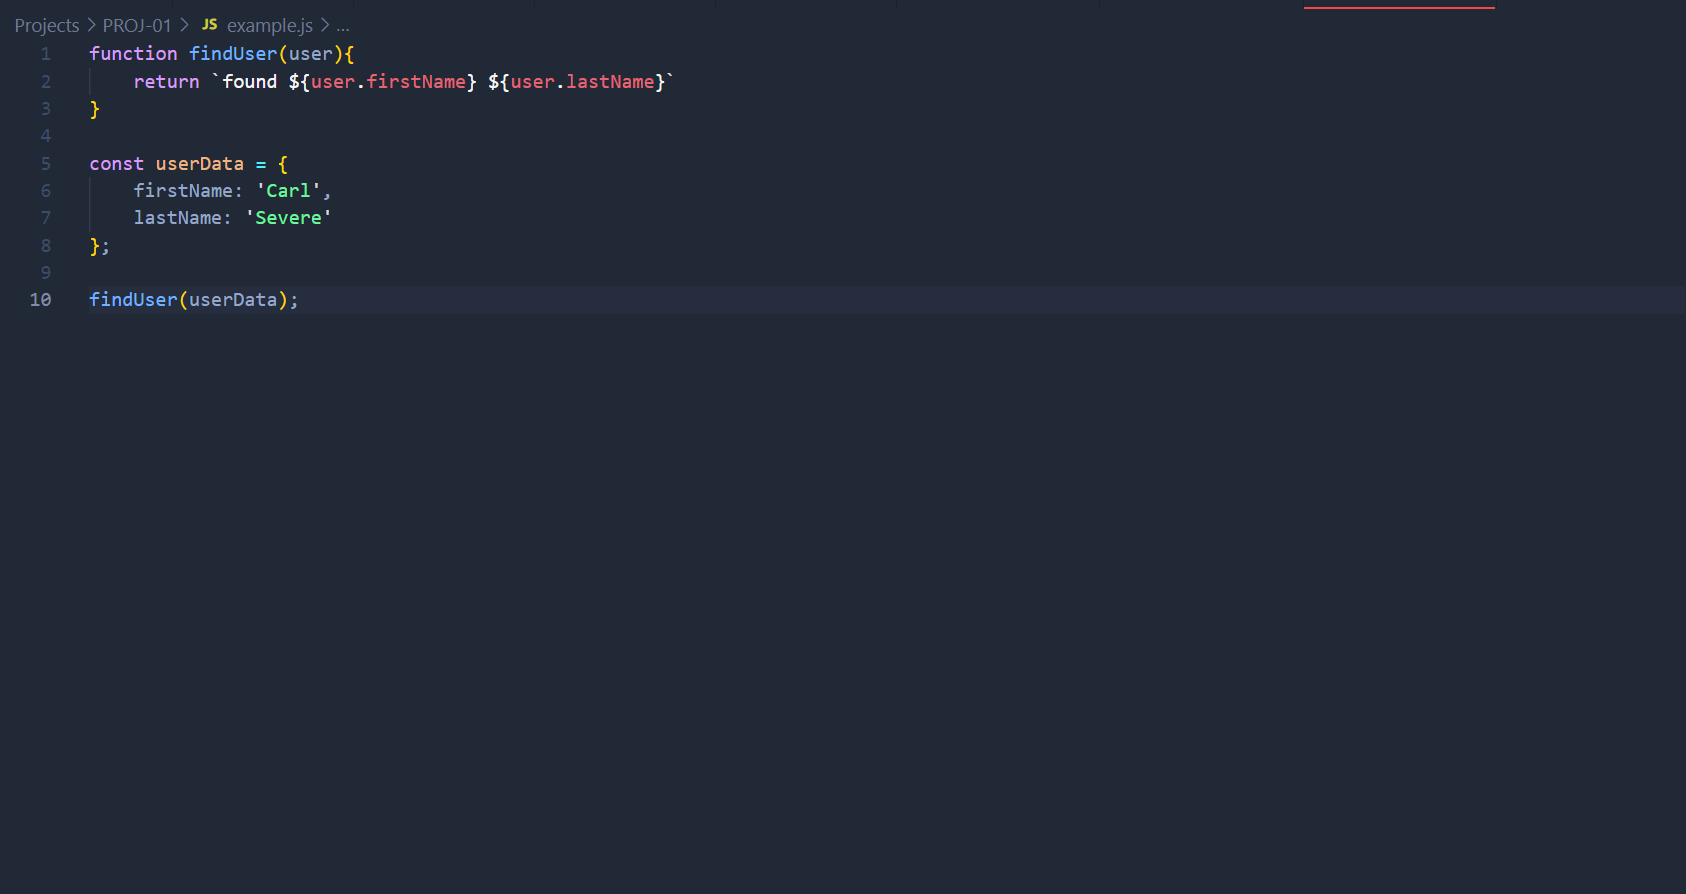 Projects > PROJ-01 > JS example.js > ...
1 function findUser(user){
2     return `found ${user.firstName} ${user.lastName}`
3 }
4
5 const userData = {
6     firstName: 'Carl',
7     lastName: 'Severe'
8 };
9
10 findUser(userData);